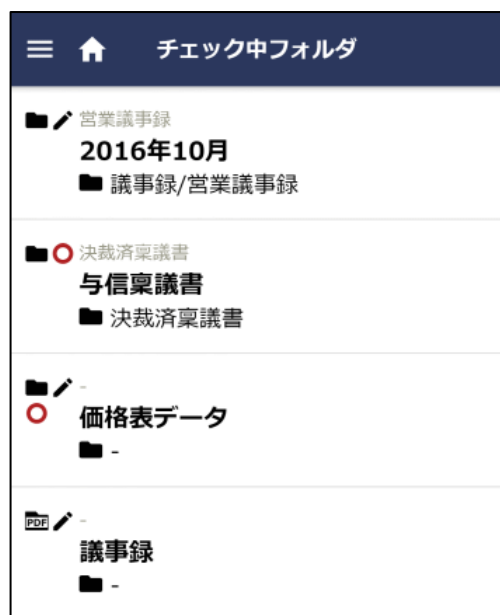 チェック中フォルダ
営業議事録
2016年10月
議事録/営業議事録
決裁済稟議書
与信稟議書
決裁済稟議書
-
価格表データ
-
PDF -
議事録
-